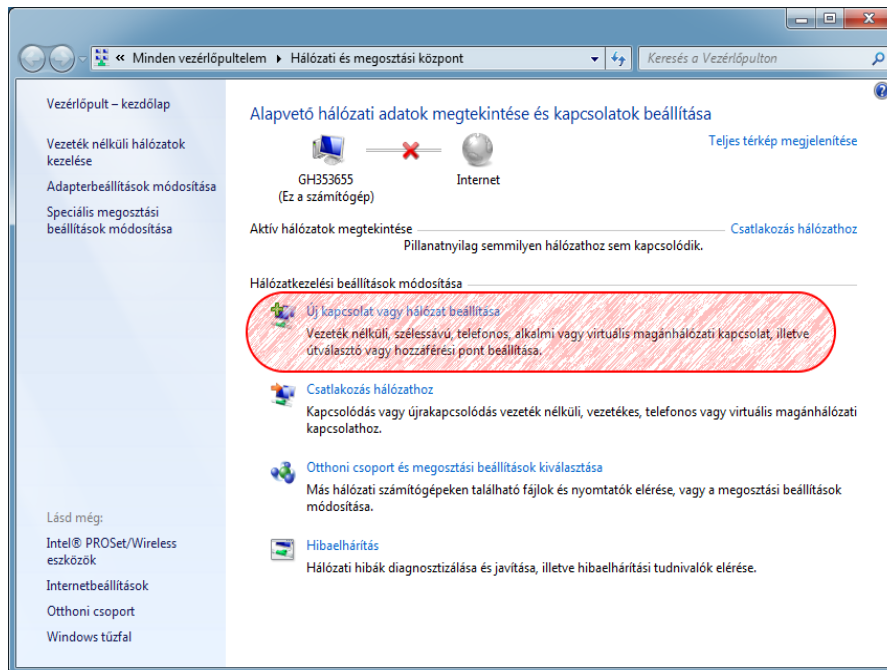 « Minden vezérlőpultelem Hálózati és megosztási központ
Keresés a Vezérlőpulton
Vezérlőpult – kezdőlap
Vezeték nélküli hálózatok
kezelése
Adapterbeállítások módosítása
Speciális megosztási
beállítások módosítása
Lásd még:
Intel® PROSet/Wireless
eszközök
Internetbeállítások
Otthoni csoport
Windows tűzfal
Alapvető hálózati adatok megtekintése és kapcsolatok beállítása
Teljes térkép megjelenítése
GH353655
(Ez a számítógép)
Internet
Aktív hálózatok megtekintése
Csatlakozás hálózathoz
Pillanatnyilag semmilyen hálózathoz sem kapcsolódik.
Hálózatkezelési beállítások módosítása
Új kapcsolat vagy hálózat beállítása
Vezeték nélküli, szélessávú, telefonos, alkalmi vagy virtuális magánhálózati kapcsolat, illetve
útválasztó vagy hozzáférési pont beállítása.
Csatlakozás hálózathoz
Kapcsolódás vagy újrakapcsolódás vezeték nélküli, vezetékes, telefonos vagy virtuális magánhálózati
kapcsolathoz.
Otthoni csoport és megosztási beállítások kiválasztása
Más hálózati számítógépeken található fájlok és nyomtatók elérése, vagy a megosztási beállítások
módosítása.
Hibaelhárítás
Hálózati hibák diagnosztizálása és javítása, illetve hibaelhárítási tudnivalók elérése.